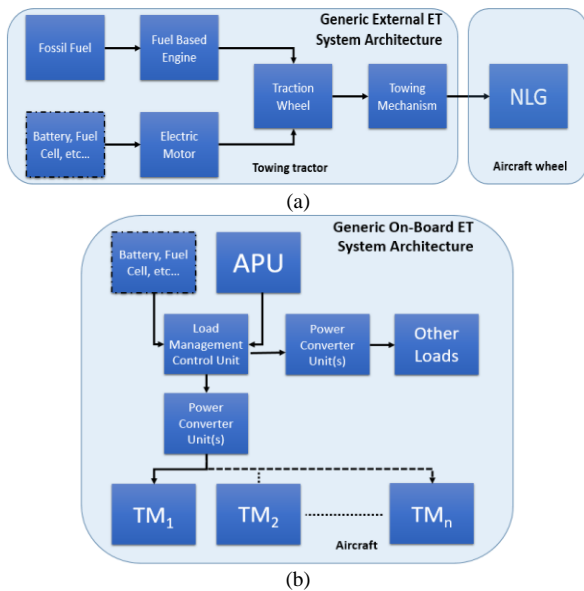 Generic External ET
System Architecture
Fossil Fuel
Fuel Based
Engine
Traction
Wheel
Towing
Mechanism
NLG
Battery, Fuel
Cell, etc...
Electric
Motor
Towing tractor
Aircraft wheel
(a)
Generic On-Board ET
System Architecture
Battery, Fuel
Cell, etc...
APU
Load
Management
Control Unit
Power
Converter
Unit(s)
Other
Loads
Power
Converter
Unit(s)
TM₁
TM₂
TMₙ
Aircraft
(b)